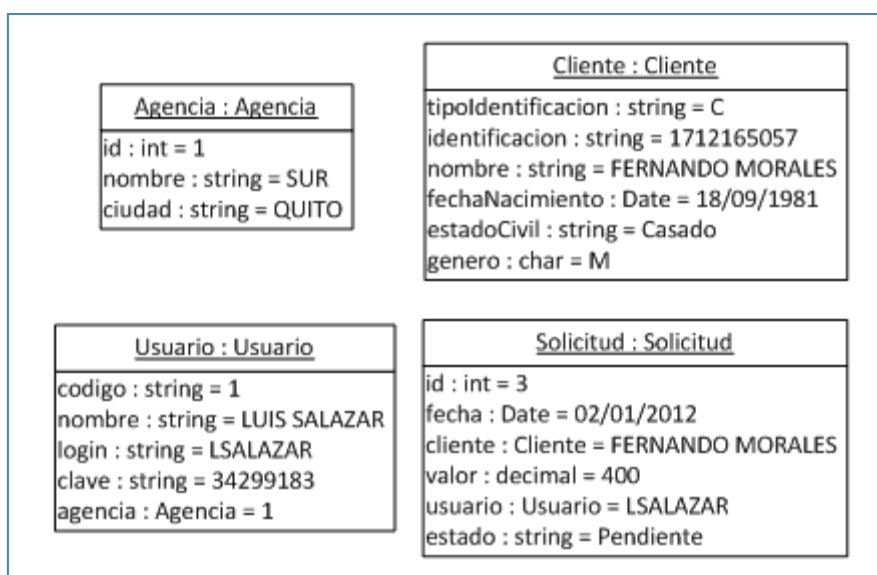 Agencia : Agencia
id : int = 1
nombre : string = SUR
ciudad : string = QUITO
Cliente : Cliente
tipoIdentificacion : string = C
identificacion : string = 1712165057
nombre : string = FERNANDO MORALES
fechaNacimiento : Date = 18/09/1981
estadoCivil : string = Casado
genero : char = M
Usuario : Usuario
codigo : string = 1
nombre : string = LUIS SALAZAR
login : string = LSALAZAR
clave : string = 34299183
agencia : Agencia = 1
Solicitud : Solicitud
id : int = 3
fecha : Date = 02/01/2012
cliente : Cliente = FERNANDO MORALES
valor : decimal = 400
usuario : Usuario = LSALAZAR
estado : string = Pendiente